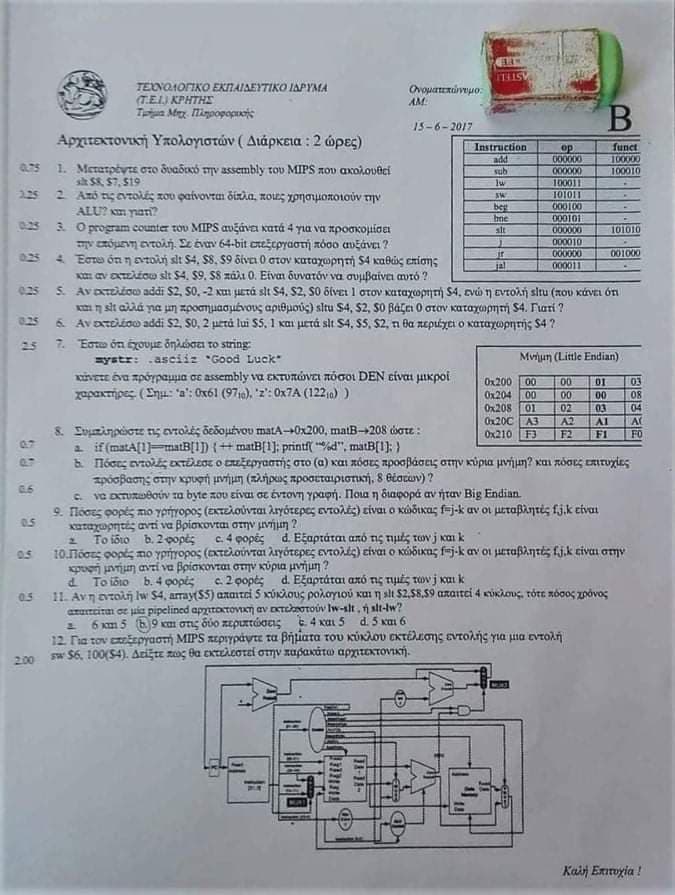 ΤΕΧΝΟΛΟΓΙΚΟ ΕΚΠΑΙΔΕΥΤΙΚΟ ΙΔΡΥΜΑ
(Τ.Ε.Ι.) ΚΡΗΤΗΣ
Τμήμα Μηχ. Πληροφορικής
Ονοματεπώνυμο:
ΑΜ:
15 – 6 – 2017
B
Αρχιτεκτονική Υπολογιστών ( Διάρκεια : 2 ώρες)
Instruction op funct
add 000000 100000
sub 000000 100010
lw 100011 -
sw 101011 -
beg 000100 -
bne 000101 -
slt 000000 101010
j 000010 -
jr 000000 001000
jal 000011 -
0.75 1. Μετατρέψτε στο δυαδικό την assembly του MIPS που ακολουθεί
slt $8, $7, $19
2. Από τις εντολές που φαίνονται δίπλα, ποιες χρησιμοποιούν την
ALU? και γιατί?
0.25 3. Ο program counter του MIPS αυξάνει κατά 4 για να προσκομίσει
την επόμενη εντολή. Σε έναν 64-bit επεξεργαστή πόσο αυξάνει ?
0.25 4. Έστω ότι η εντολή slt $4, $8, $9 δίνει 0 στον καταχωρητή $4 καθώς επίσης
και αν εκτελέσω slt $4, $9, $8 πάλι 0. Είναι δυνατόν να συμβαίνει αυτό ?
0.25 5. Αν εκτελέσω addi $2, $0, -2 και μετά slt $4, $2, $0 δίνει 1 στον καταχωρητή $4, ενώ η εντολή sltu (που κάνει ότι
και η slt αλλά για μη προσημασμένους αριθμούς) sltu $4, $2, $0 βάζει 0 στον καταχωρητή $4. Γιατί ?
0.25 6. Αν εκτελέσω addi $2, $0, 2 μετά lui $5, 1 και μετά slt $4, $5, $2, τι θα περιέχει ο καταχωρητής $4 ?
2.5 7. Έστω ότι έχουμε δηλώσει το string:
mystr: .asciiz "Good Luck"
κάνετε ένα πρόγραμμα σε assembly να εκτυπώνει πόσοι DEN είναι μικροί
χαρακτήρες. ( Σημ.: 'a': 0x61 (97₁₀), 'z': 0x7A (122₁₀) )
Μνήμη (Little Endian)
0x200 00 00 01 03
0x204 00 00 00 08
0x208 01 02 03 04
0x20C A3 A2 A1 A0
0x210 F3 F2 F1 F0
8. Συμπληρώστε τις εντολές δεδομένου matA→0x200, matB→208 ώστε :
0.7 a. if (matA[1]==matB[1]) { ++ matB[1]; printf( "%d", matB[1]; }
0.7 b. Πόσες εντολές εκτέλεσε ο επεξεργαστής στο (α) και πόσες προσβάσεις στην κύρια μνήμη? και πόσες επιτυχίες
πρόσβασης στην κρυφή μνήμη (πλήρως προσεταιριστική, 8 θέσεων) ?
0.6 c. να εκτυπωθούν τα byte που είναι σε έντονη γραφή. Ποια η διαφορά αν ήταν Big Endian.
9. Πόσες φορές πιο γρήγορος (εκτελούνται λιγότερες εντολές) είναι ο κώδικας f=j-k αν οι μεταβλητές f,j,k είναι σε
0.5 καταχωρητές αντί να βρίσκονται στην μνήμη ?
a. Το ίδιο b. 2 φορές c. 4 φορές d. Εξαρτάται από τις τιμές των j και k
0.5 10.Πόσες φορές πιο γρήγορος (εκτελούνται λιγότερες εντολές) είναι ο κώδικας f=j-k αν οι μεταβλητές f,j,k είναι στην
κρυφή μνήμη αντί να βρίσκονται στην κύρια μνήμη ?
d. Το ίδιο b. 4 φορές c. 2 φορές d. Εξαρτάται από τις τιμές των j και k
0.5 11. Αν η εντολή lw $4, array($5) απαιτεί 5 κύκλους ρολογιού και η slt $2,$8,$9 απαιτεί 4 κύκλους, τότε πόσος χρόνος
απαιτείται σε μία pipelined αρχιτεκτονική αν εκτελεστούν lw-slt , ή slt-lw?
a. 6 και 5 b. 9 και στις δύο περιπτώσεις c. 4 και 5 d. 5 και 6
12. Για τον επεξεργαστή MIPS περιγράψτε τα βήματα του κύκλου εκτέλεσης εντολής για μια εντολή
2.00 sw $6, 100($4). Δείξτε πως θα εκτελεστεί στην παρακάτω αρχιτεκτονική.
PC
Καλή Επιτυχία !